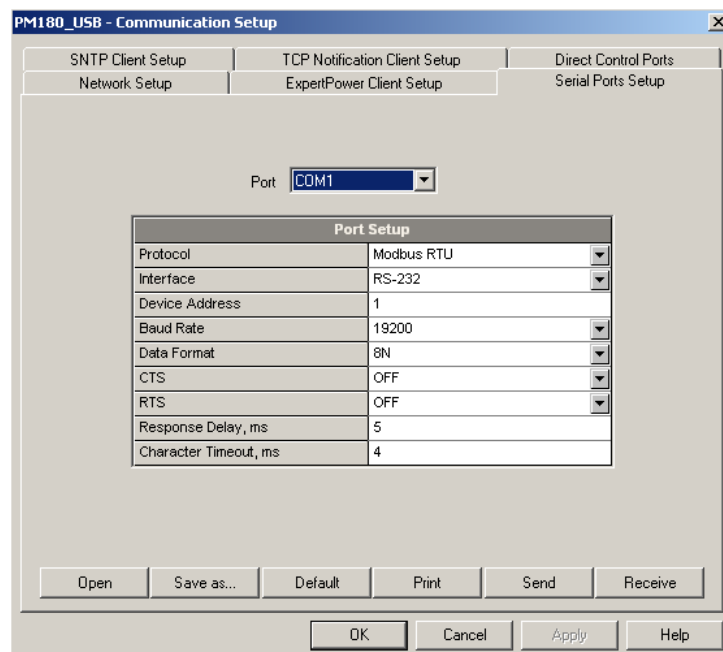 PM180_USB - Communication Setup
SNTP Client Setup TCP Notification Client Setup Direct Control Ports
Network Setup ExpertPower Client Setup Serial Ports Setup
Port COM1
Port Setup
Protocol Modbus RTU
Interface RS-232
Device Address 1
Baud Rate 19200
Data Format 8N
CTS OFF
RTS OFF
Response Delay, ms 5
Character Timeout, ms 4
Open Save as... Default Print Send Receive
OK Cancel Apply Help